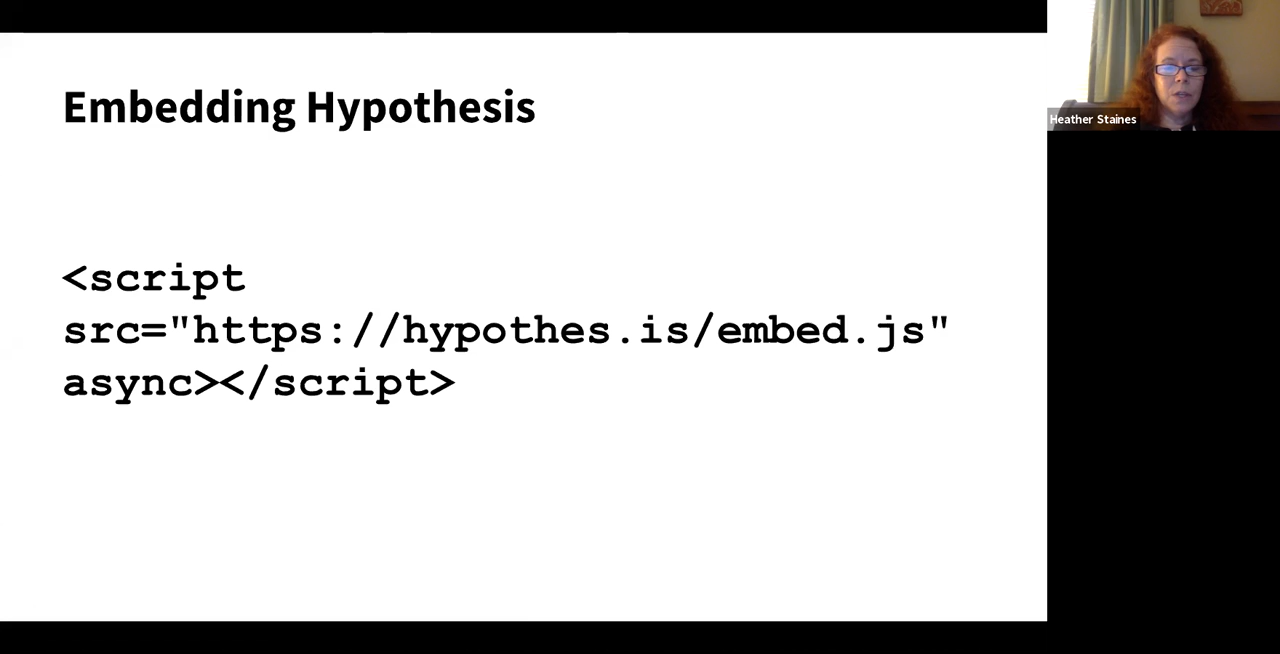 Embedding Hypothesis
<script
src="https://hypothes.is/embed.js"
async></script>
Heather Staines